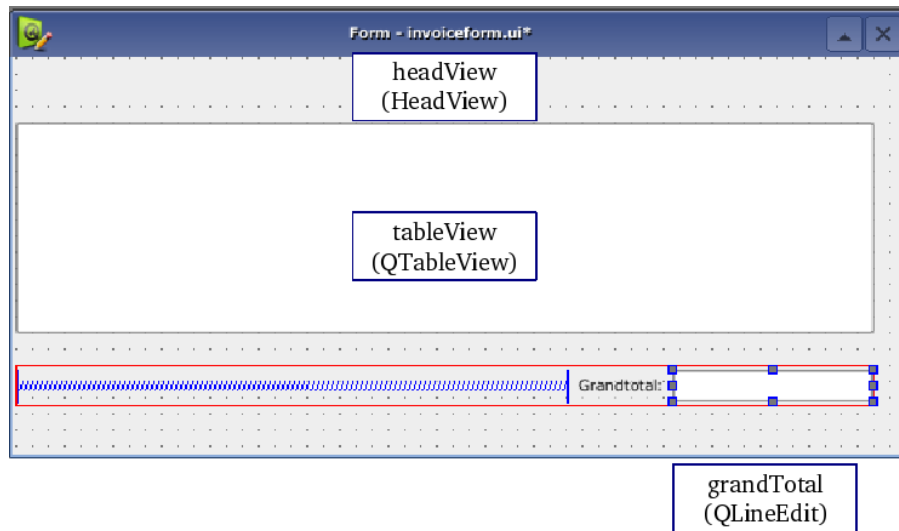 Form - invoiceform.ui*
headView
(HeadView)
tableView
(QTableView)
Grandtotal:
grandTotal
(QLineEdit)